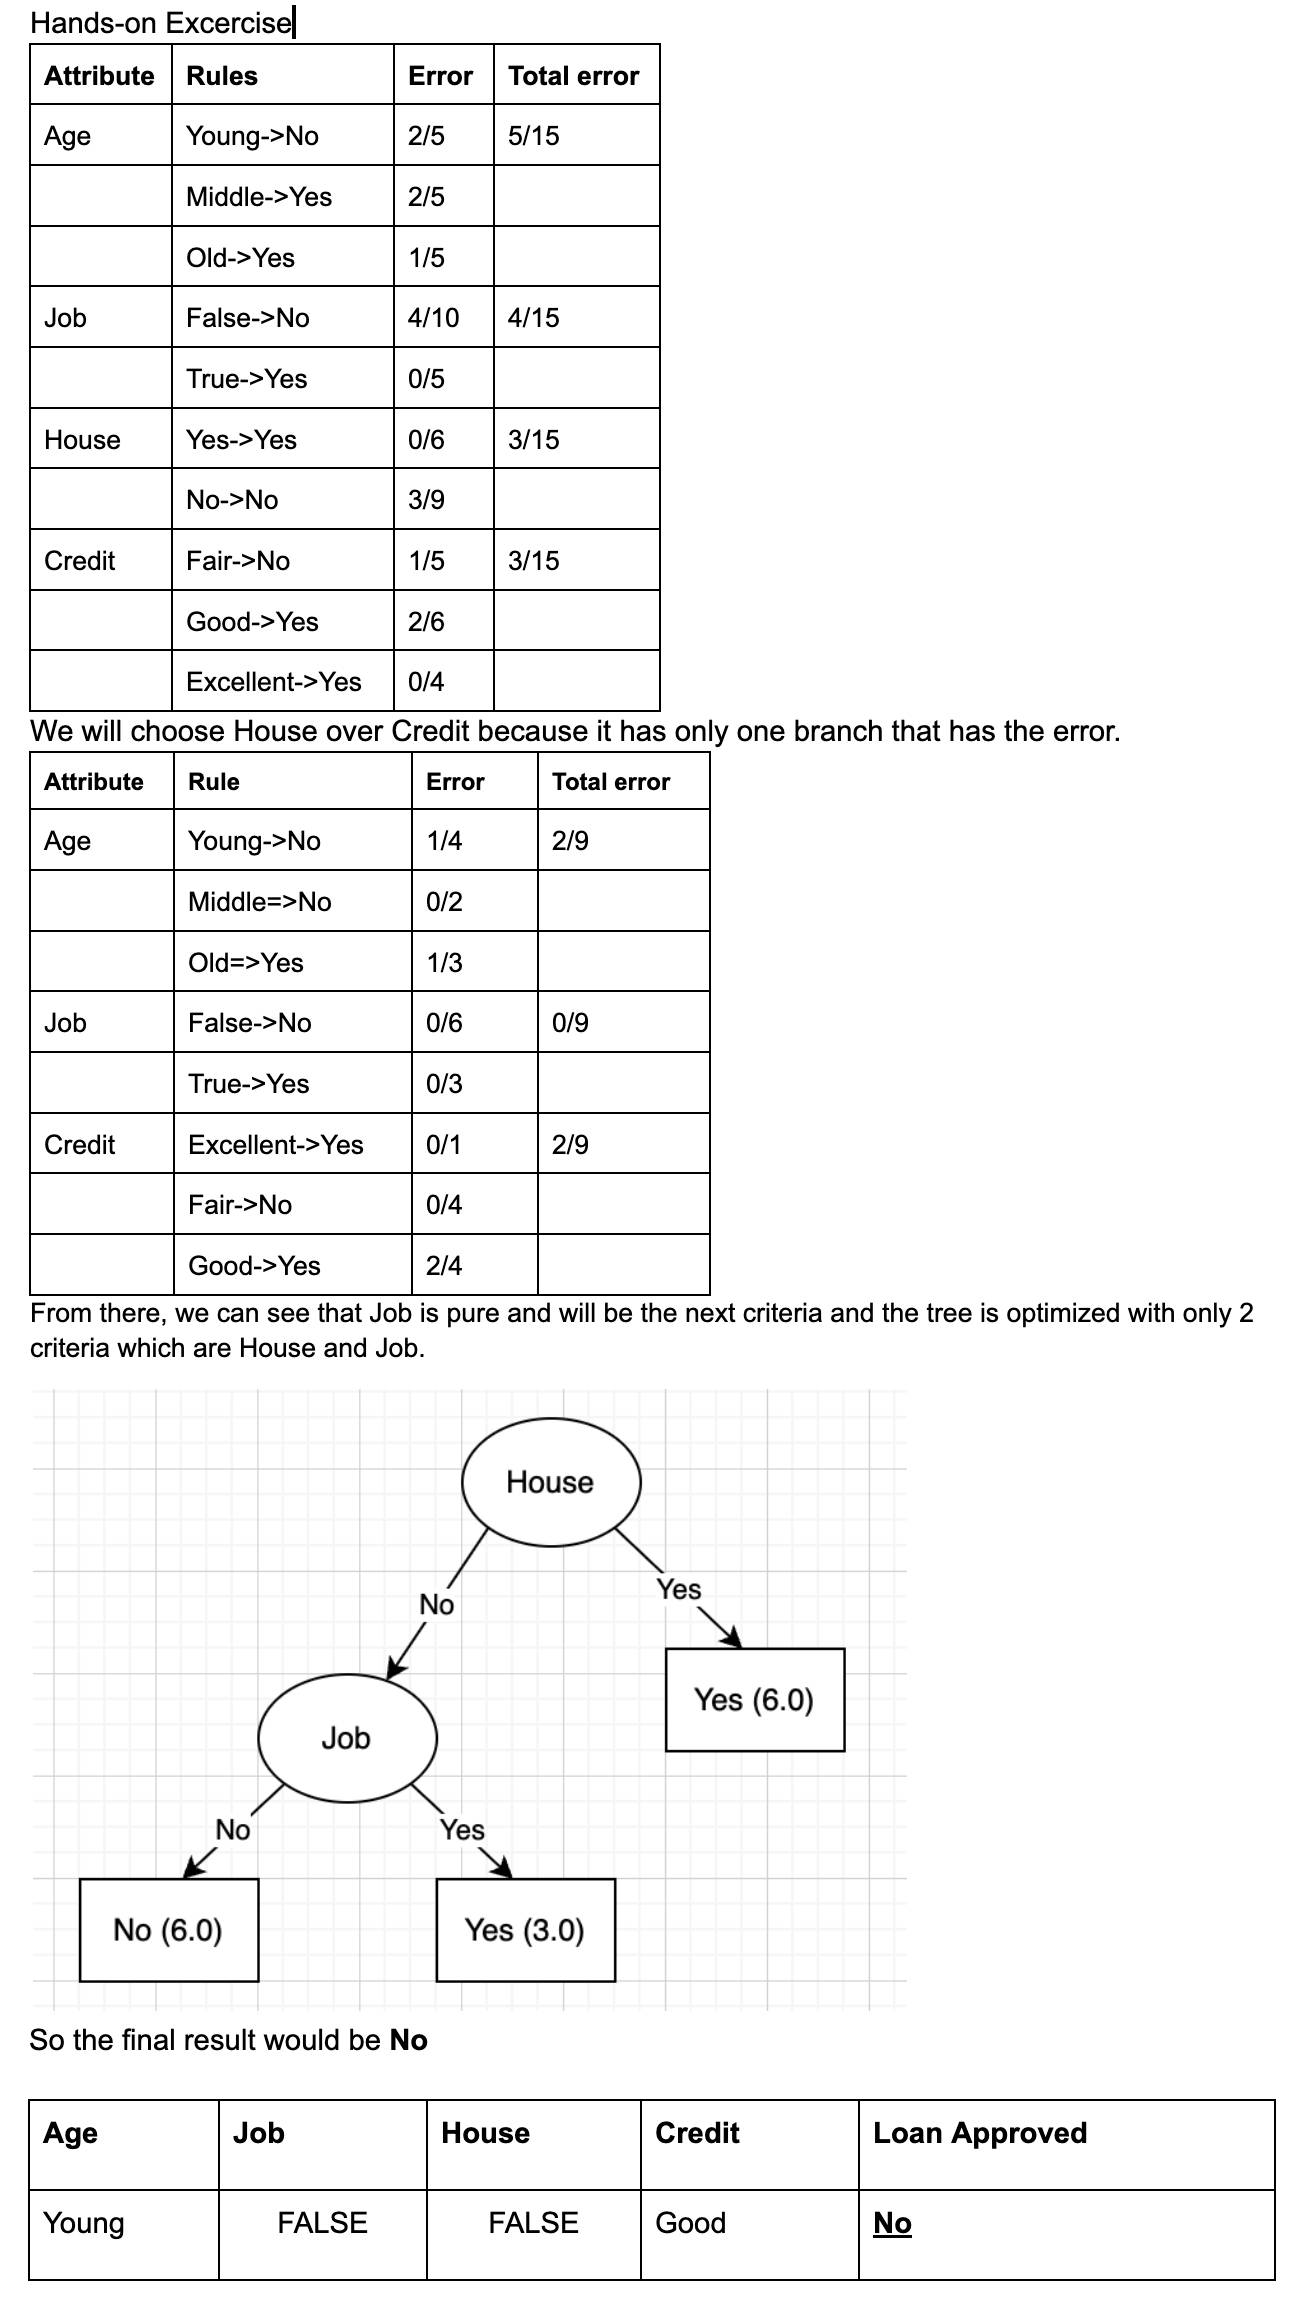 Hands-on Excercise
Attribute Rules Error Total error
Age Young->No 2/5 5/15
Middle->Yes 2/5
Old->Yes 1/5
Job False->No 4/10 4/15
True->Yes 0/5
House Yes->Yes 0/6 3/15
No->No 3/9
Credit Fair->No 1/5 3/15
Good->Yes 2/6
Excellent->Yes 0/4
We will choose House over Credit because it has only one branch that has the error.
Attribute Rule Error Total error
Age Young->No 1/4 2/9
Middle=>No 0/2
Old=>Yes 1/3
Job False->No 0/6 0/9
True->Yes 0/3
Credit Excellent->Yes 0/1 2/9
Fair->No 0/4
Good->Yes 2/4
From there, we can see that Job is pure and will be the next criteria and the tree is optimized with only 2
criteria which are House and Job.
House
No Yes
Yes (6.0)
Job
No Yes
No (6.0) Yes (3.0)
So the final result would be No
Age Job House Credit Loan Approved
Young FALSE FALSE Good No